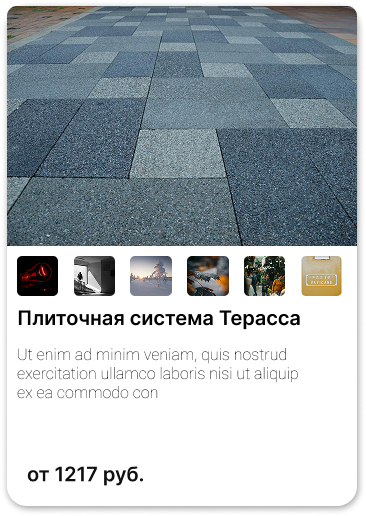 Плиточная система Терасса
Ut enim ad minim veniam, quis nostrud
exercitation ullamco laboris nisi ut aliquip
ex ea commodo con
от 1217 руб.